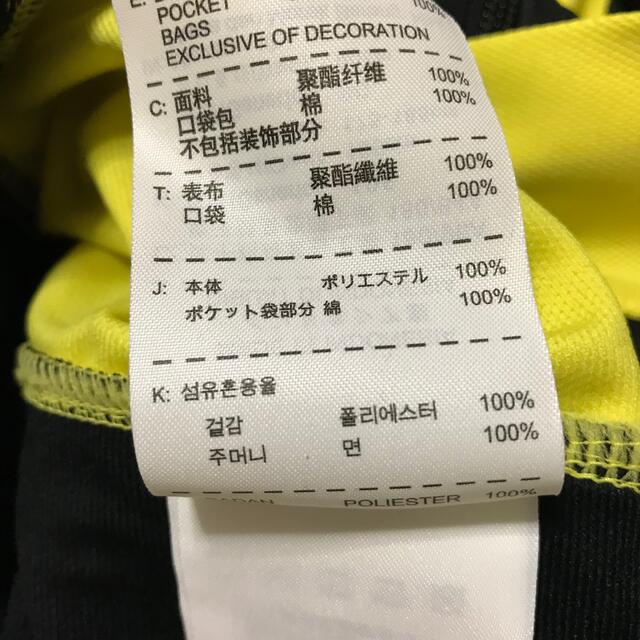 POCKET 100%
BAGS
EXCLUSIVE OF DECORATION
C: 面料 聚酯纤维 100%
口袋包 棉 100%
不包括装饰部分
T: 表布 聚酯纖維 100%
口袋 棉 100%
J: 本体 ポリエステル 100%
ポケット袋部分 綿 100%
K: 섬유혼용율
겉감 폴리에스터 100%
주머니 면 100%
POLIESTER 100%